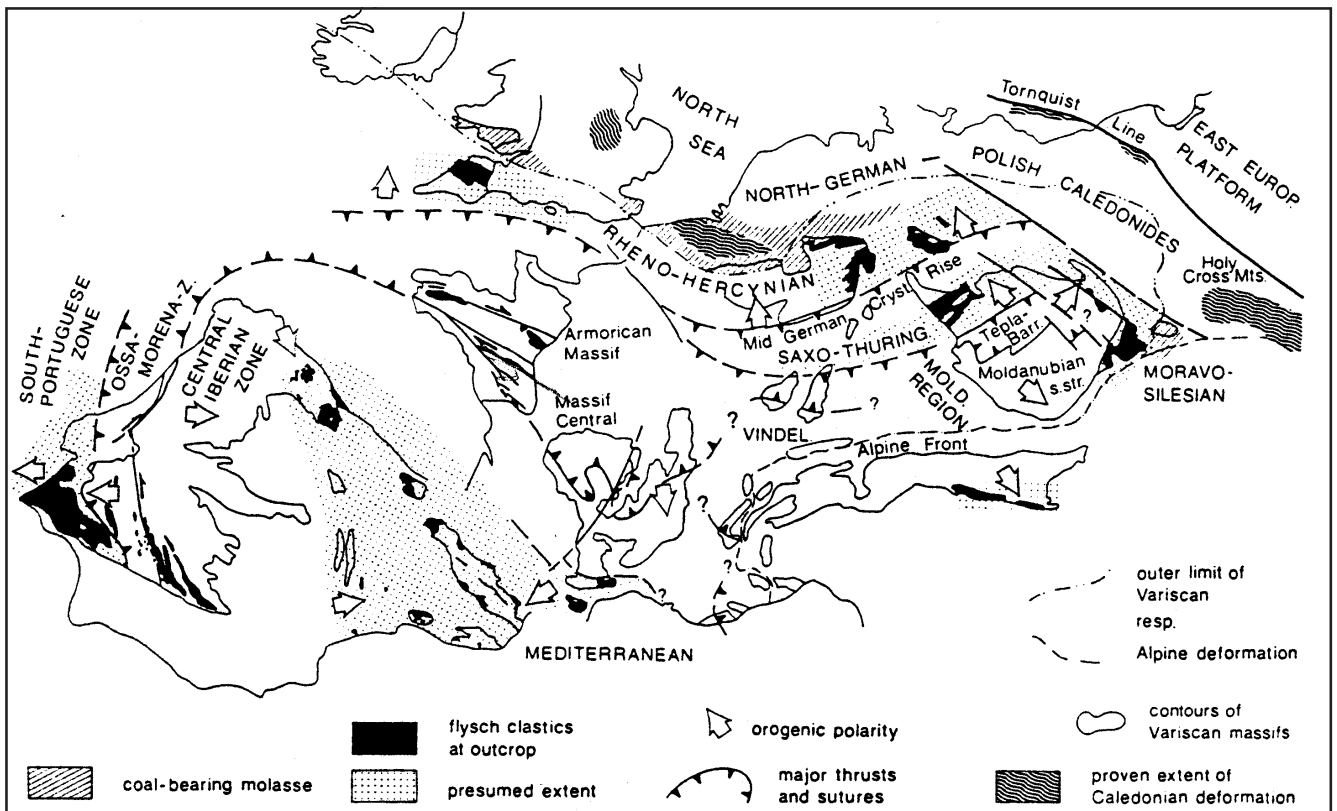 NORTH
SEA
Tornquist
Line
EAST EUROP.
PLATFORM
NORTH-GERMAN
POLISH CALEDONIDES
Holy
Cross Mts.
RHENO-HERCYNIAN
Mid German Cryst. Rise
SAXO-THURING.
Tepla-
Barr.
?
Moldanubian
s.str.
MOLD.
REGION
MORAVO-
SILESIAN
SOUTH-
PORTUGUESE
ZONE
OSSA-
MORENA-Z.
CENTRAL
IBERIAN
ZONE
Armorican
Massif
Massif
Central
?
?
VINDEL.
Alpine Front
?
?
?
MEDITERRANEAN
outer limit of
Variscan
resp.
Alpine deformation
flysch clastics
at outcrop
orogenic polarity
contours of
Variscan massifs
coal-bearing molasse
presumed extent
major thrusts
and sutures
proven extent of
Caledonian deformation